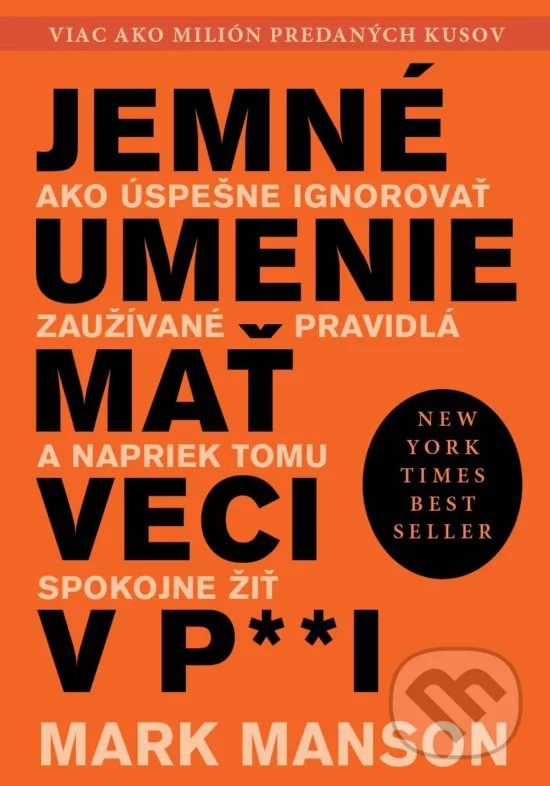 VIAC AKO MILIÓN PREDANÝCH KUSOV
JEMNÉ
AKO ÚSPEŠNE IGNOROVAŤ
UMENIE
ZAUŽÍVANÉ PRAVIDLÁ
MAŤ
A NAPRIEK TOMU
VECI
SPOKOJNE ŽIŤ
V P**I
NEW
YORK
TIMES
BEST
SELLER
MARK MANSON